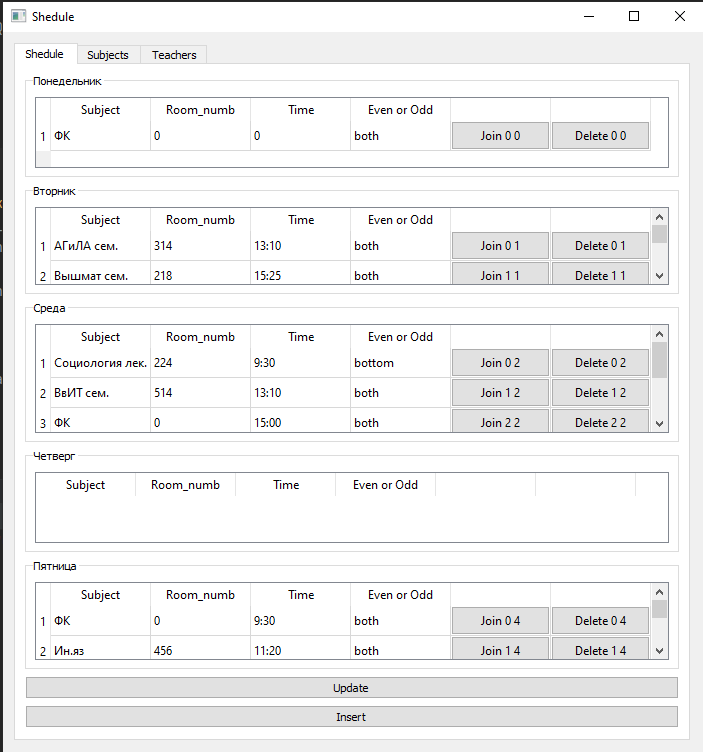 Shedule
Shedule Subjects Teachers
Понедельник
Subject Room_numb Time Even or Odd
1 ФК 0 0 both Join 0 0 Delete 0 0
Вторник
Subject Room_numb Time Even or Odd
1 АГиЛА сем. 314 13:10 both Join 0 1 Delete 0 1
2 Вышмат сем. 218 15:25 both Join 1 1 Delete 1 1
Среда
Subject Room_numb Time Even or Odd
1 Социология лек. 224 9:30 bottom Join 0 2 Delete 0 2
2 ВвИТ сем. 514 13:10 both Join 1 2 Delete 1 2
3 ФК 0 15:00 both Join 2 2 Delete 2 2
Четверг
Subject Room_numb Time Even or Odd
Пятница
Subject Room_numb Time Even or Odd
1 ФК 0 9:30 both Join 0 4 Delete 0 4
2 Ин.яз 456 11:20 both Join 1 4 Delete 1 4
Update
Insert